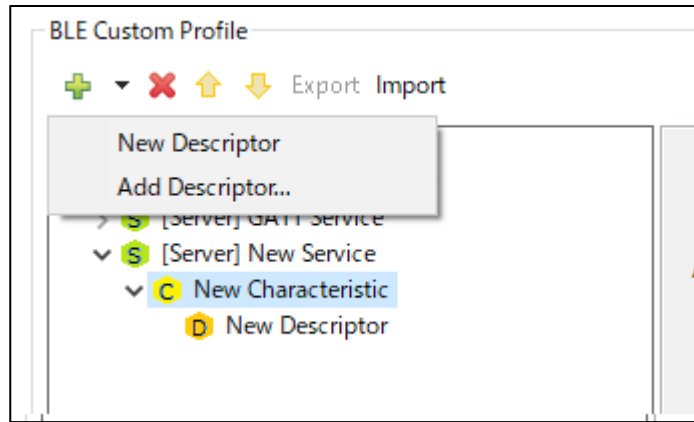 BLE Custom Profile
Export Import
New Descriptor
Add Descriptor...
S [Server] GATT Service
S [Server] New Service
C New Characteristic
D New Descriptor